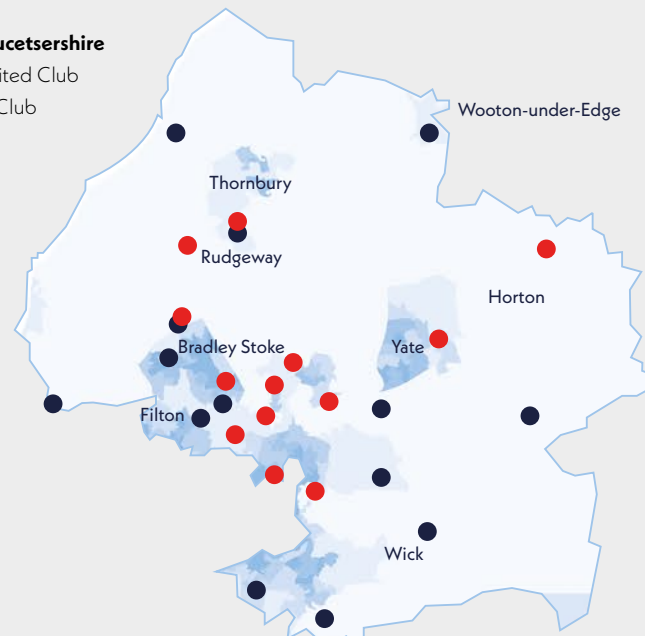 ucetsershire
ited Club
Club
Wooton-under-Edge
Thornbury
Rudgeway
Horton
Bradley Stoke
Yate
Filton
Wick